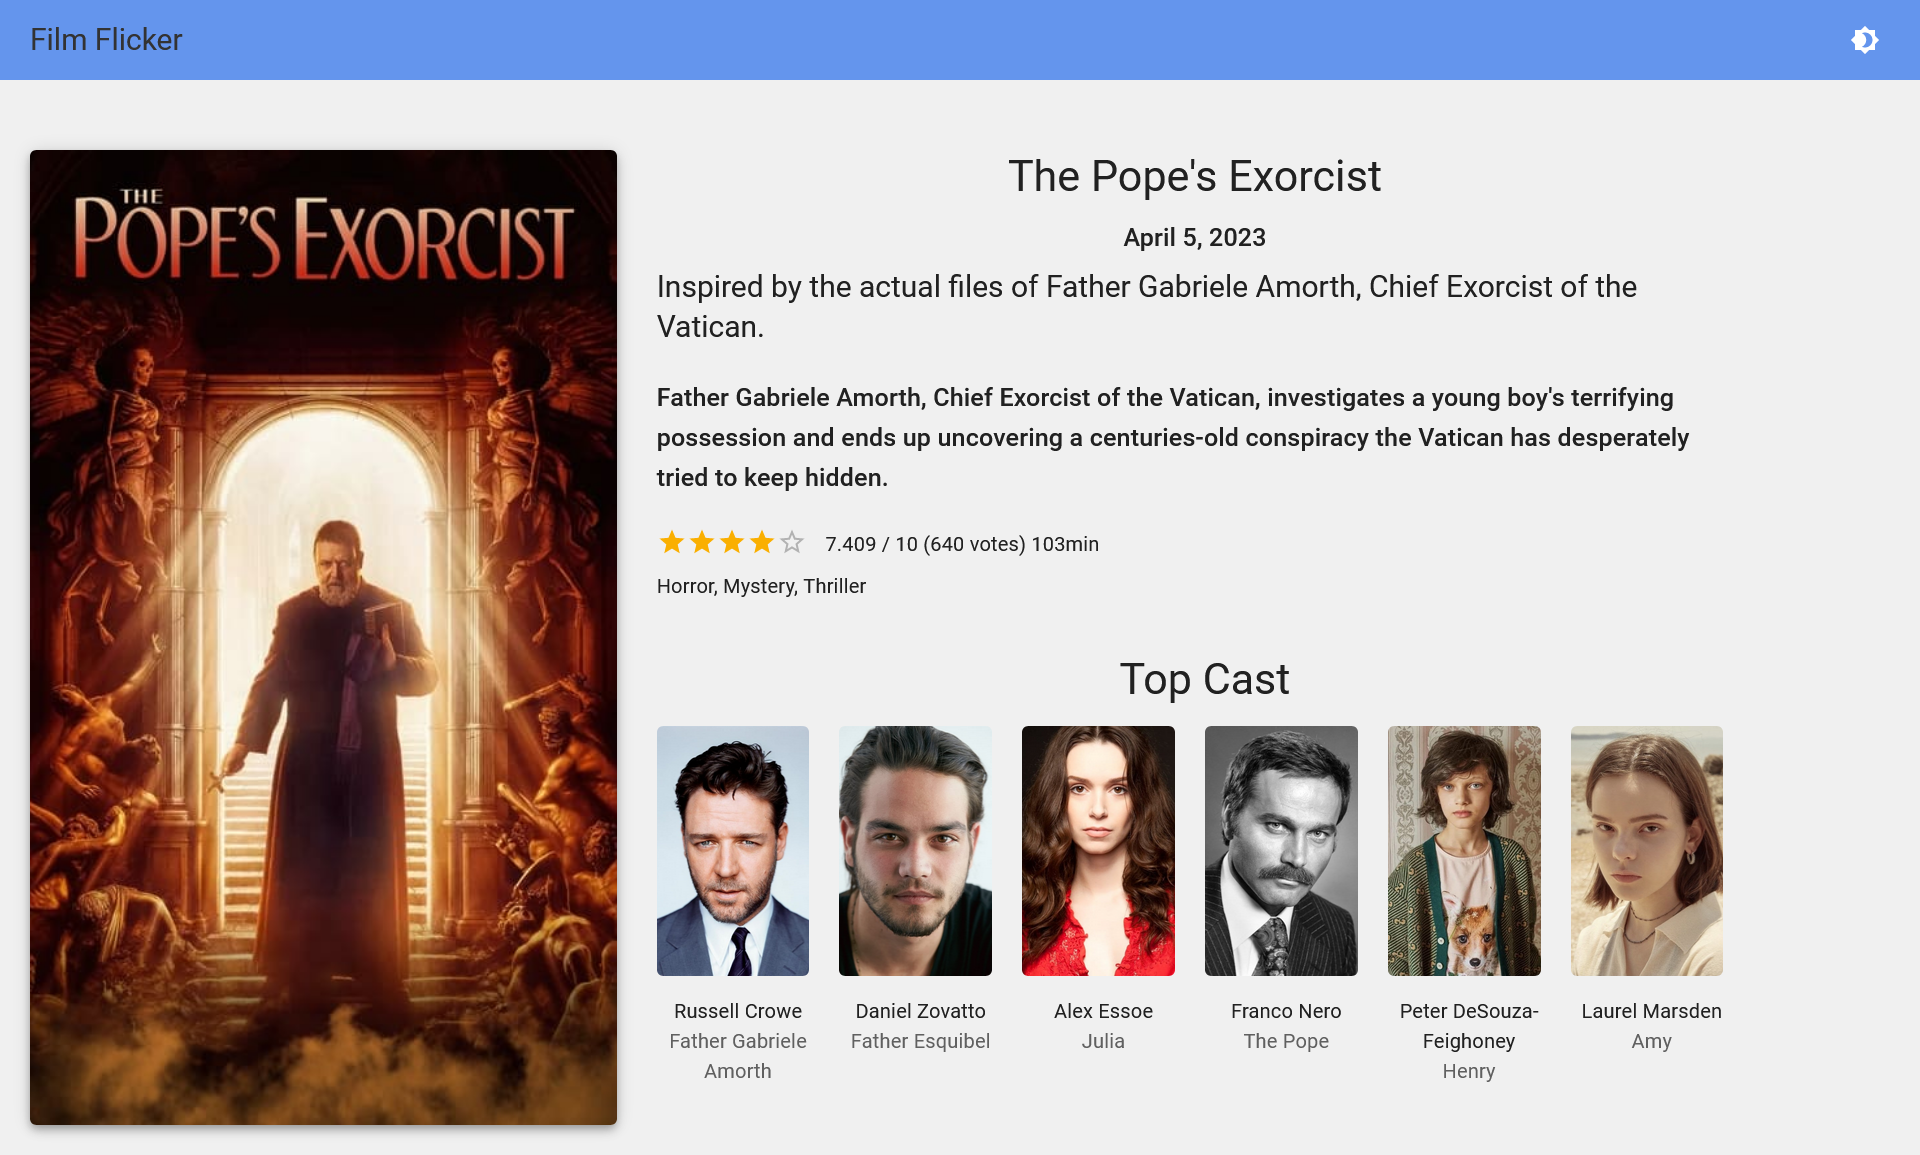 Film Flicker
THE
POPE'S EXORCIST
The Pope's Exorcist
April 5, 2023
Inspired by the actual files of Father Gabriele Amorth, Chief Exorcist of the
Vatican.
Father Gabriele Amorth, Chief Exorcist of the Vatican, investigates a young boy's terrifying
possession and ends up uncovering a centuries-old conspiracy the Vatican has desperately
tried to keep hidden.
7.409 / 10 (640 votes) 103min
Horror, Mystery, Thriller
Top Cast
Russell Crowe
Father Gabriele
Amorth
Daniel Zovatto
Father Esquibel
Alex Essoe
Julia
Franco Nero
The Pope
Peter DeSouza-
Feighoney
Henry
Laurel Marsden
Amy